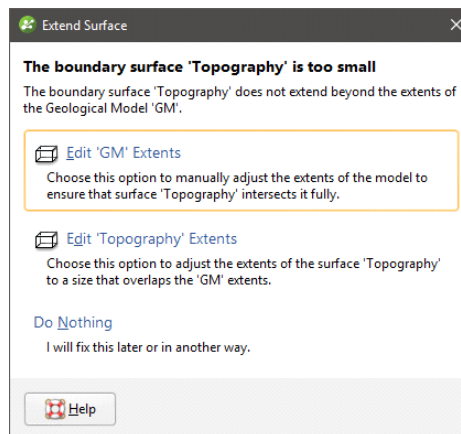 Extend Surface
The boundary surface 'Topography' is too small
The boundary surface 'Topography' does not extend beyond the extents of
the Geological Model 'GM'.
Edit 'GM' Extents
Choose this option to manually adjust the extents of the model to
ensure that surface 'Topography' intersects it fully.
Edit 'Topography' Extents
Choose this option to adjust the extents of the surface 'Topography'
to a size that overlaps the 'GM' extents.
Do Nothing
I will fix this later or in another way.
Help